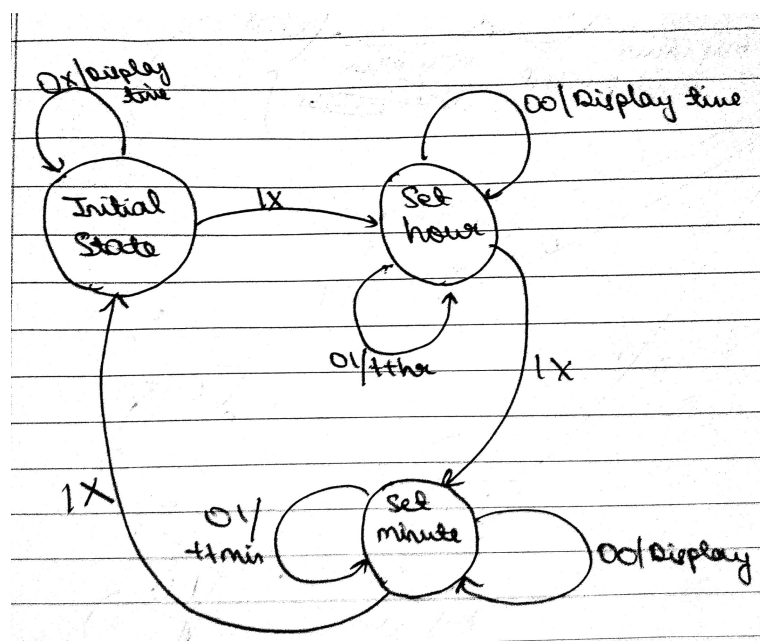 0x/Display
time
00/Display time
Initial
State
1X
Set
hour
01/++hr
1X
1X
01/
++min
Set
minute
00/Display